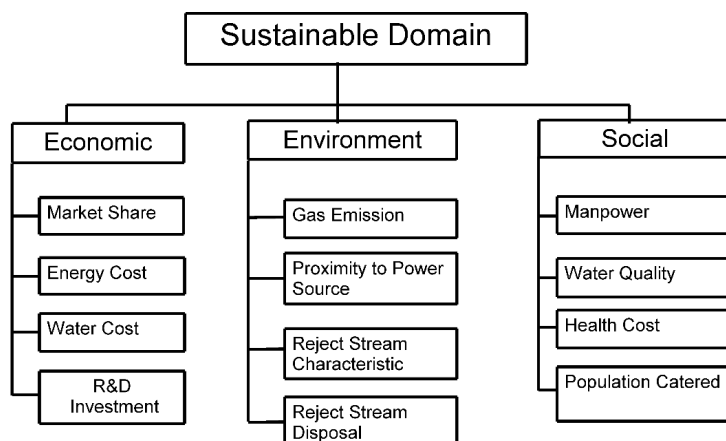 Sustainable Domain
Economic
Market Share
Energy Cost
Water Cost
R&D
Investment
Environment
Gas Emission
Proximity to Power
Source
Reject Stream
Characteristic
Reject Stream
Disposal
Social
Manpower
Water Quality
Health Cost
Population Catered